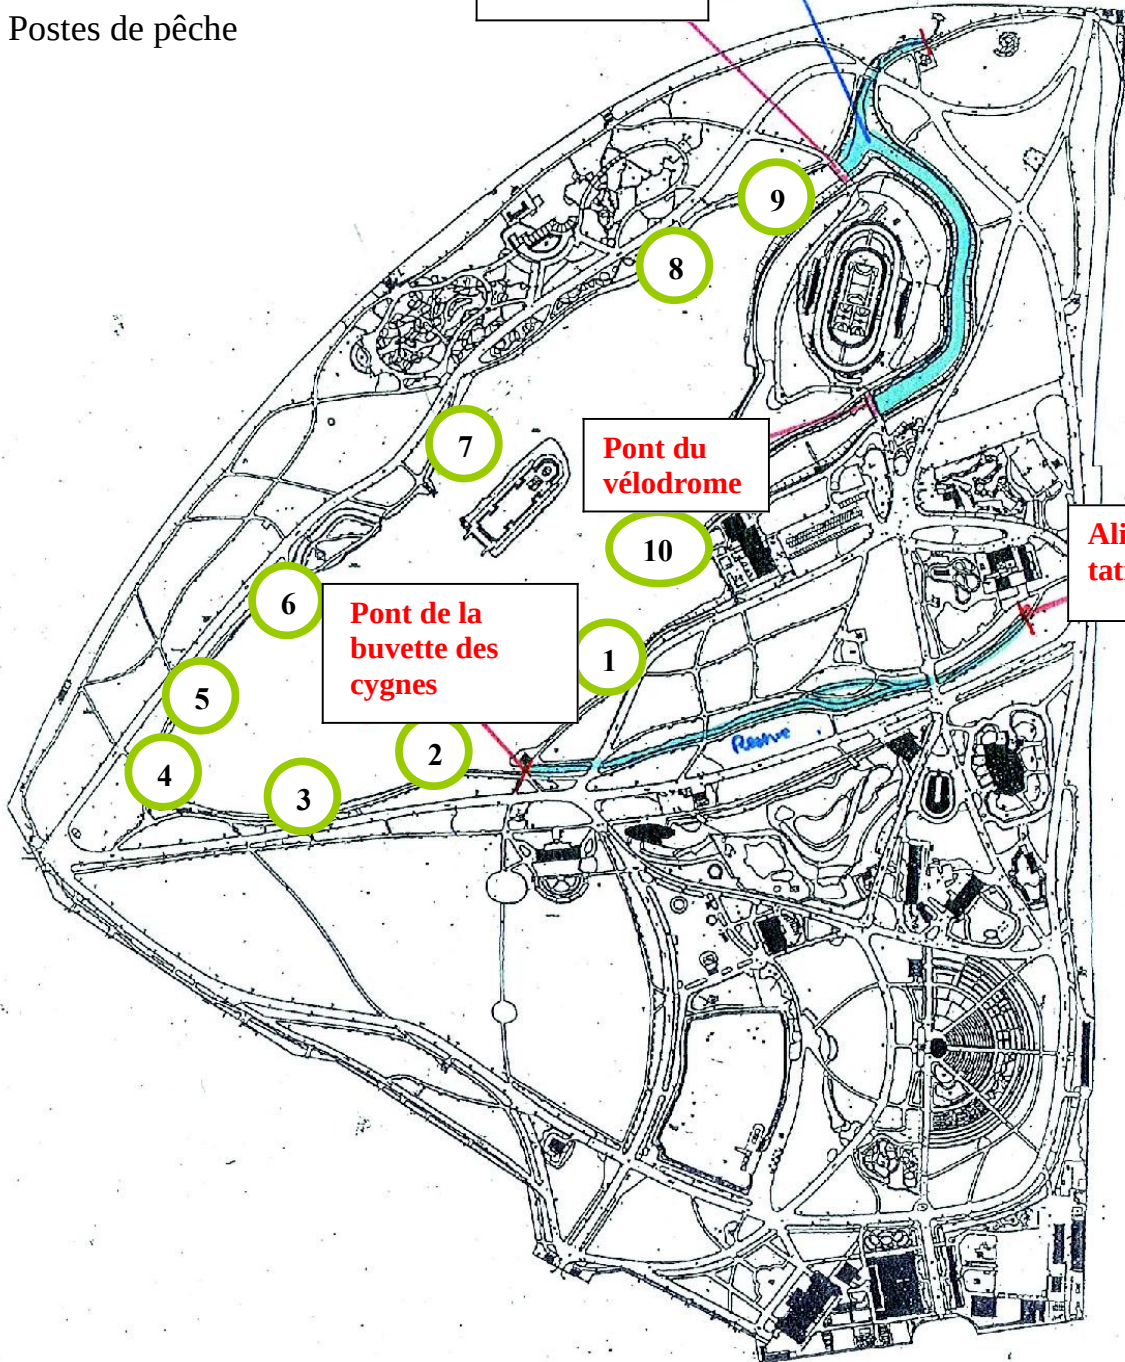 Postes de pêche
9
8
7
Pont du
vélodrome
10
Ali
tat
6
Pont de la
buvette des
cygnes
1
5
2
4
3